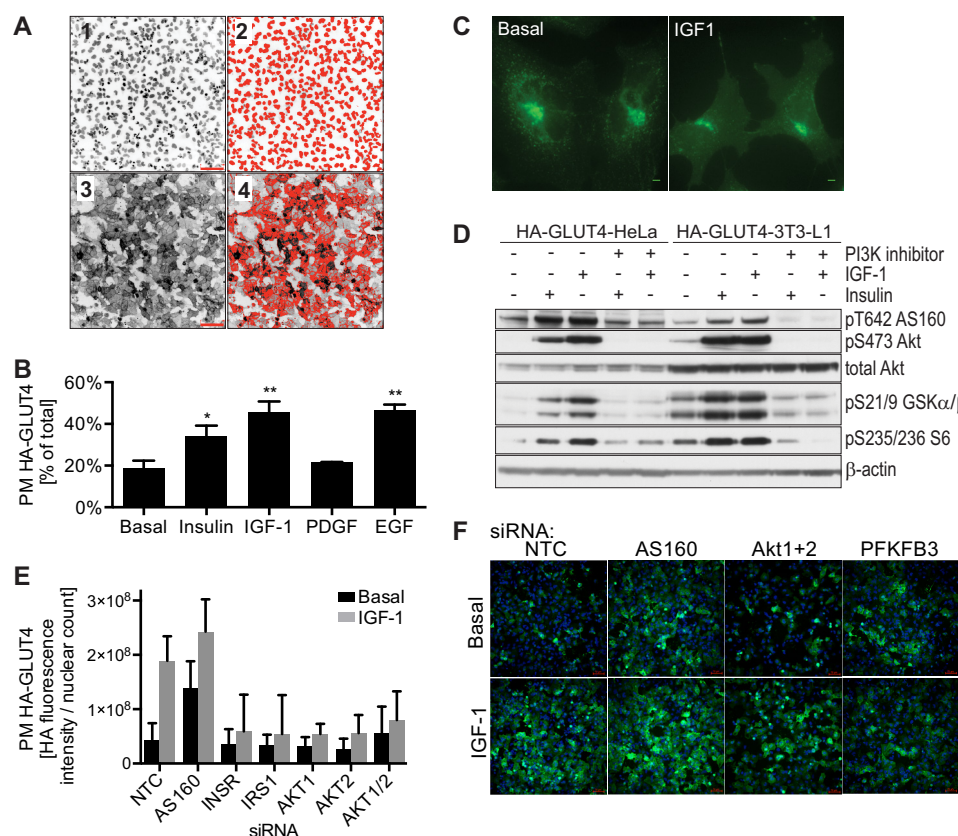 A
1
2
3
4
B
PM HA-GLUT4
[% of total]
60%
40%
20%
0%
*
**
**
Basal Insulin IGF-1 PDGF EGF
C
Basal
IGF1
D
HA-GLUT4-HeLa HA-GLUT4-3T3-L1
- - - + + - - - + + PI3K inhibitor
- - + - + - - + - + IGF-1
- + - + - - + - + - Insulin
pT642 AS160
pS473 Akt
total Akt
pS21/9 GSKα/
pS235/236 S6
β-actin
E
PM HA-GLUT4
[HA fluorescence
intensity / nuclear count]
3×10⁸
2×10⁸
1×10⁸
0
Basal
IGF-1
NTC
AS160
INSR
IRS1
AKT1
AKT2
AKT1/2
siRNA
F
siRNA:
NTC AS160 Akt1+2 PFKFB3
Basal
IGF-1